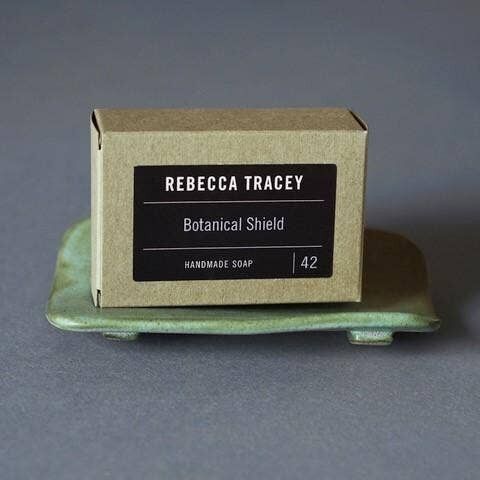 REBECCA TRACEY
Botanical Shield
HANDMADE SOAP | 42